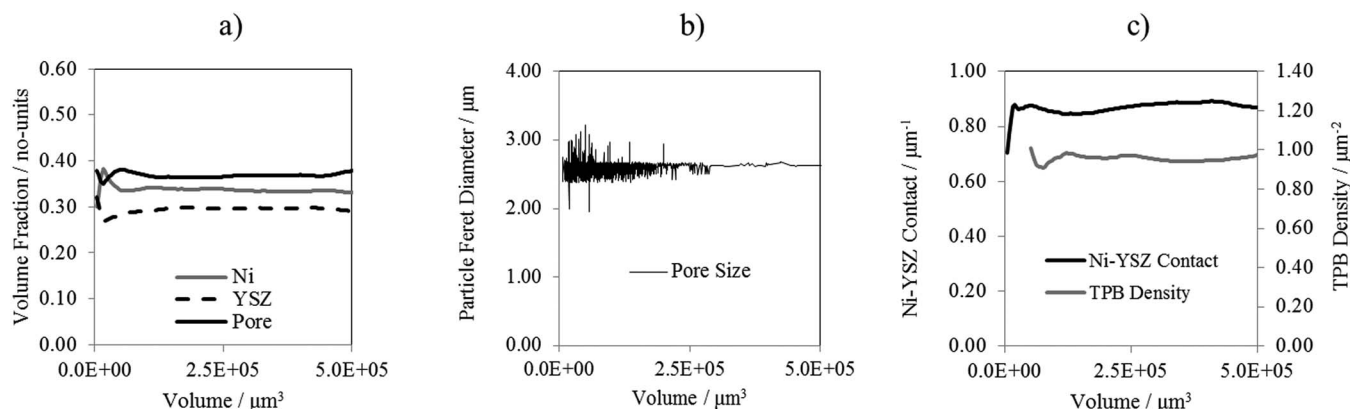 a)
Volume Fraction / no-units
0.60
0.50
0.40
0.30
0.20
0.10
0.00
Ni
YSZ
Pore
0.0E+00
2.5E+05
5.0E+05
Volume / μm³
b)
Particle Feret Diameter / μm
4.00
3.00
2.00
1.00
0.00
Pore Size
0.0E+00
2.5E+05
5.0E+05
Volume / μm³
c)
Ni-YSZ Contact / μm⁻¹
1.00
0.80
0.60
0.40
0.20
0.00
Ni-YSZ Contact
TPB Density
1.40
1.20
1.00
0.80
0.60
0.40
0.20
0.00
TPB Density / μm⁻²
0.0E+00
2.5E+05
5.0E+05
Volume / μm³